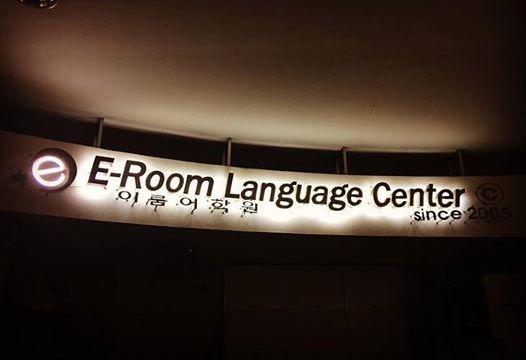 e E-Room Language Center ©
이룸어학원 since 2005